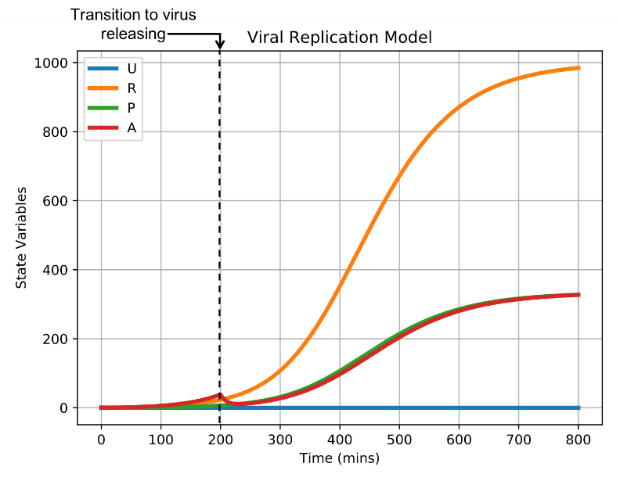 Transition to virus
releasing
Viral Replication Model
U
R
P
A
State Variables
1000
800
600
400
200
0
0 100 200 300 400 500 600 700 800
Time (mins)